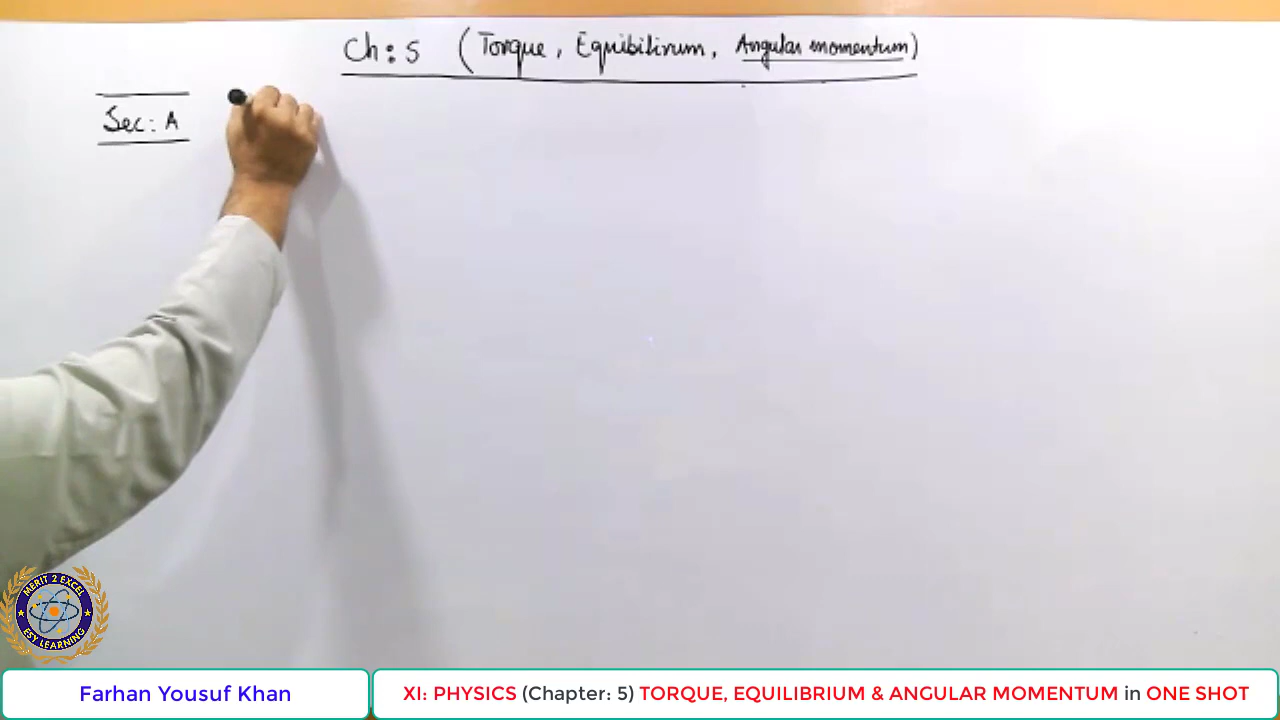 Ch: 5 (Torque, Equibilirum, Angular momentum)
Sec: A
MERIT 2 EXCEL
ESY LEARNING
Farhan Yousuf Khan
XI: PHYSICS (Chapter: 5) TORQUE, EQUILIBRIUM & ANGULAR MOMENTUM in ONE SHOT